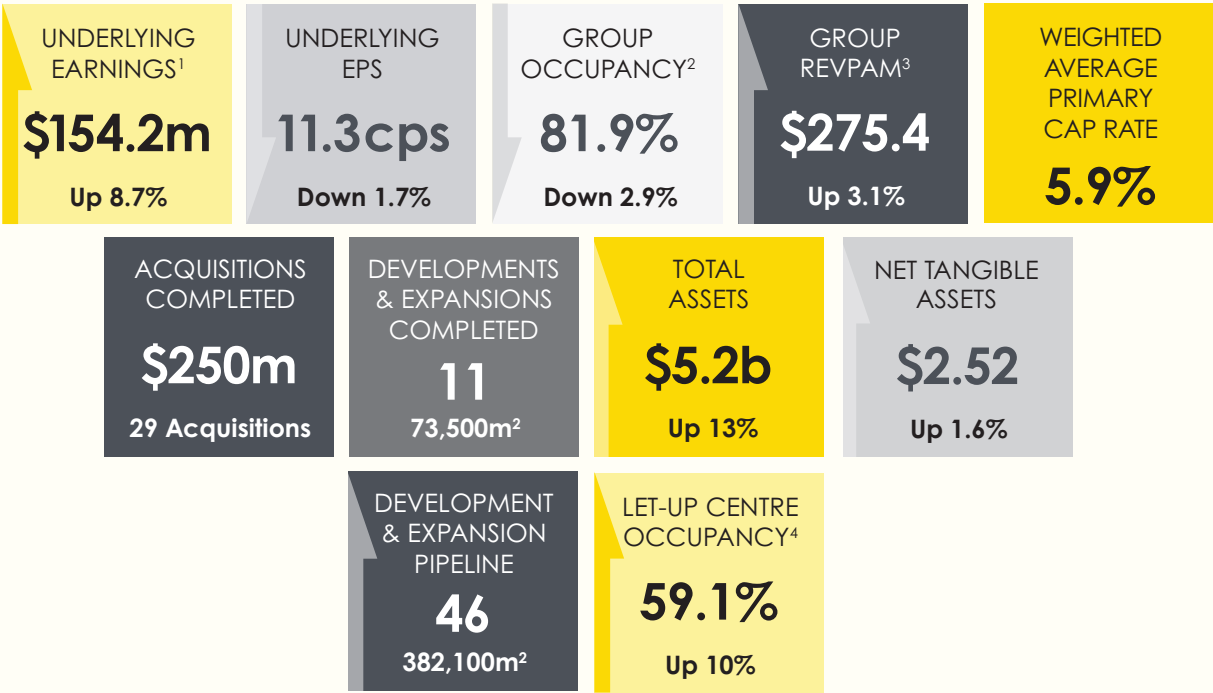 UNDERLYING
EARNINGS¹
$154.2m
Up 8.7%
UNDERLYING
EPS
11.3cps
Down 1.7%
GROUP
OCCUPANCY²
81.9%
Down 2.9%
GROUP
REVPAM³
$275.4
Up 3.1%
WEIGHTED
AVERAGE
PRIMARY
CAP RATE
5.9%
ACQUISITIONS
COMPLETED
$250m
29 Acquisitions
DEVELOPMENTS
& EXPANSIONS
COMPLETED
11
73,500m²
TOTAL
ASSETS
$5.2b
Up 13%
NET TANGIBLE
ASSETS
$2.52
Up 1.6%
DEVELOPMENT
& EXPANSION
PIPELINE
46
382,100m²
LET-UP CENTRE
OCCUPANCY⁴
59.1%
Up 10%